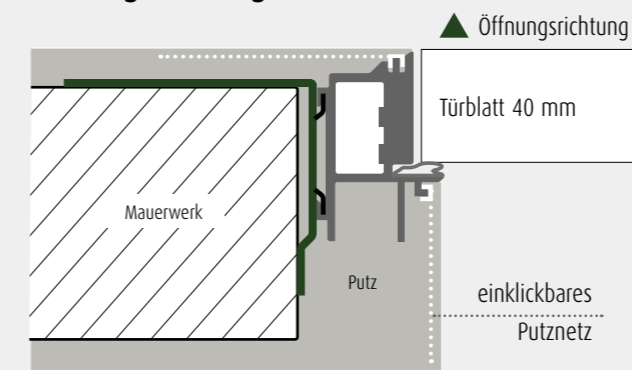 Öffnungsrichtung
Türblatt 40 mm
Mauerwerk
Putz
einklickbares
Putznetz